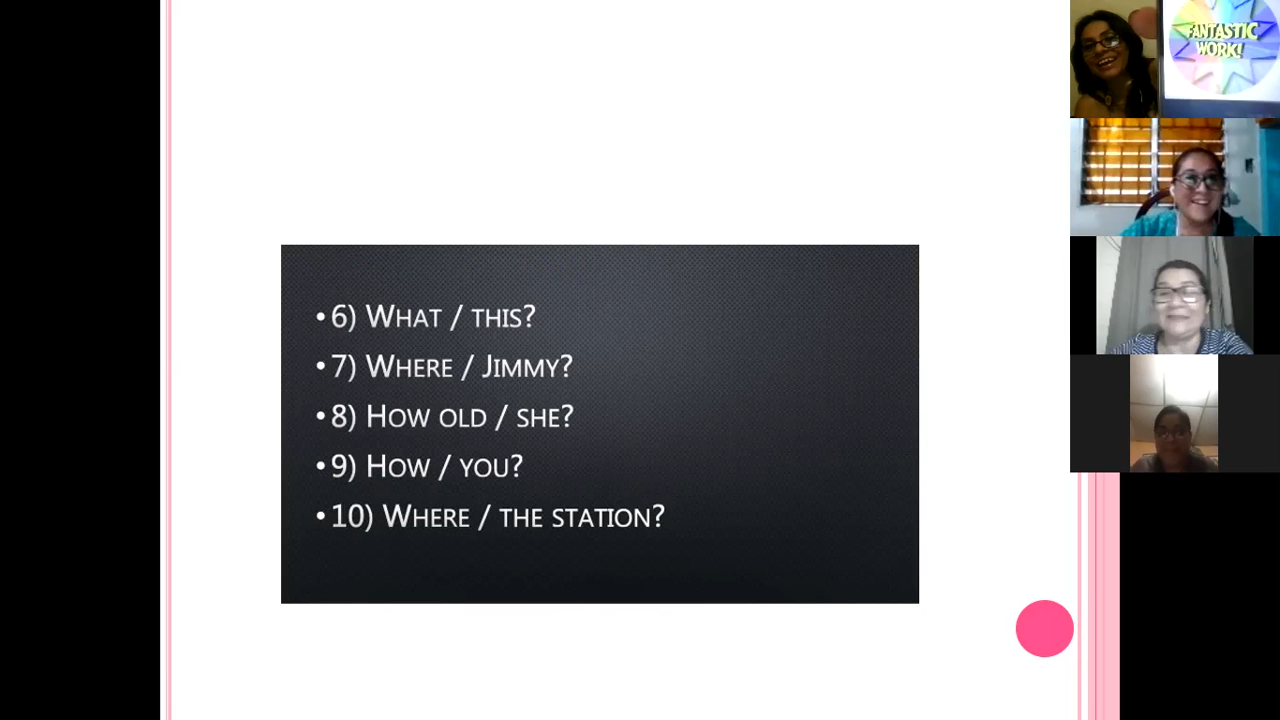 • 6) What / this?
• 7) Where / Jimmy?
• 8) How old / she?
• 9) How / you?
• 10) Where / the station?
FANTASTIC
WORK!